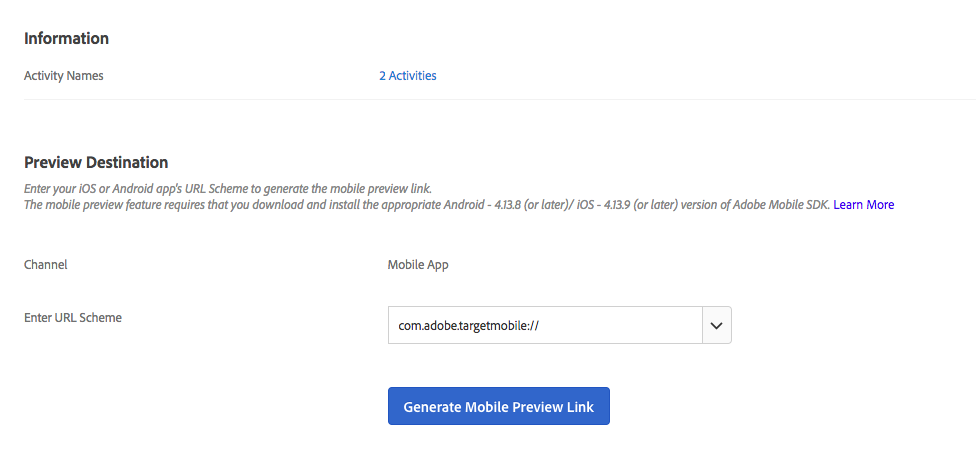 Information
Activity Names 2 Activities
Preview Destination
Enter your iOS or Android app's URL Scheme to generate the mobile preview link.
The mobile preview feature requires that you download and install the appropriate Android - 4.13.8 (or later)/ iOS - 4.13.9 (or later) version of Adobe Mobile SDK. Learn More
Channel Mobile App
Enter URL Scheme com.adobe.targetmobile://
Generate Mobile Preview Link